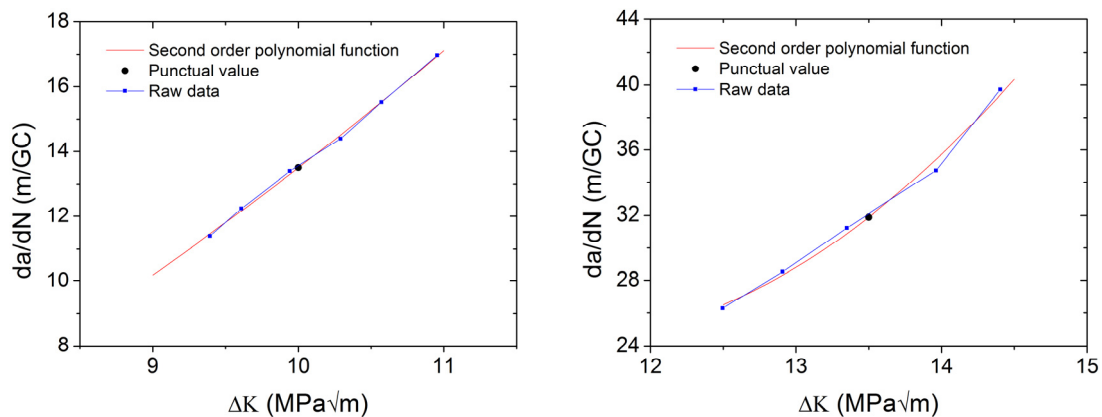 18
16
14
12
10
8
da/dN (m/GC)
Second order polynomial function
Punctual value
Raw data
9
10
11
ΔK (MPa√m)
44
40
36
32
28
24
da/dN (m/GC)
Second order polynomial function
Punctual value
Raw data
12
13
14
15
ΔK (MPa√m)